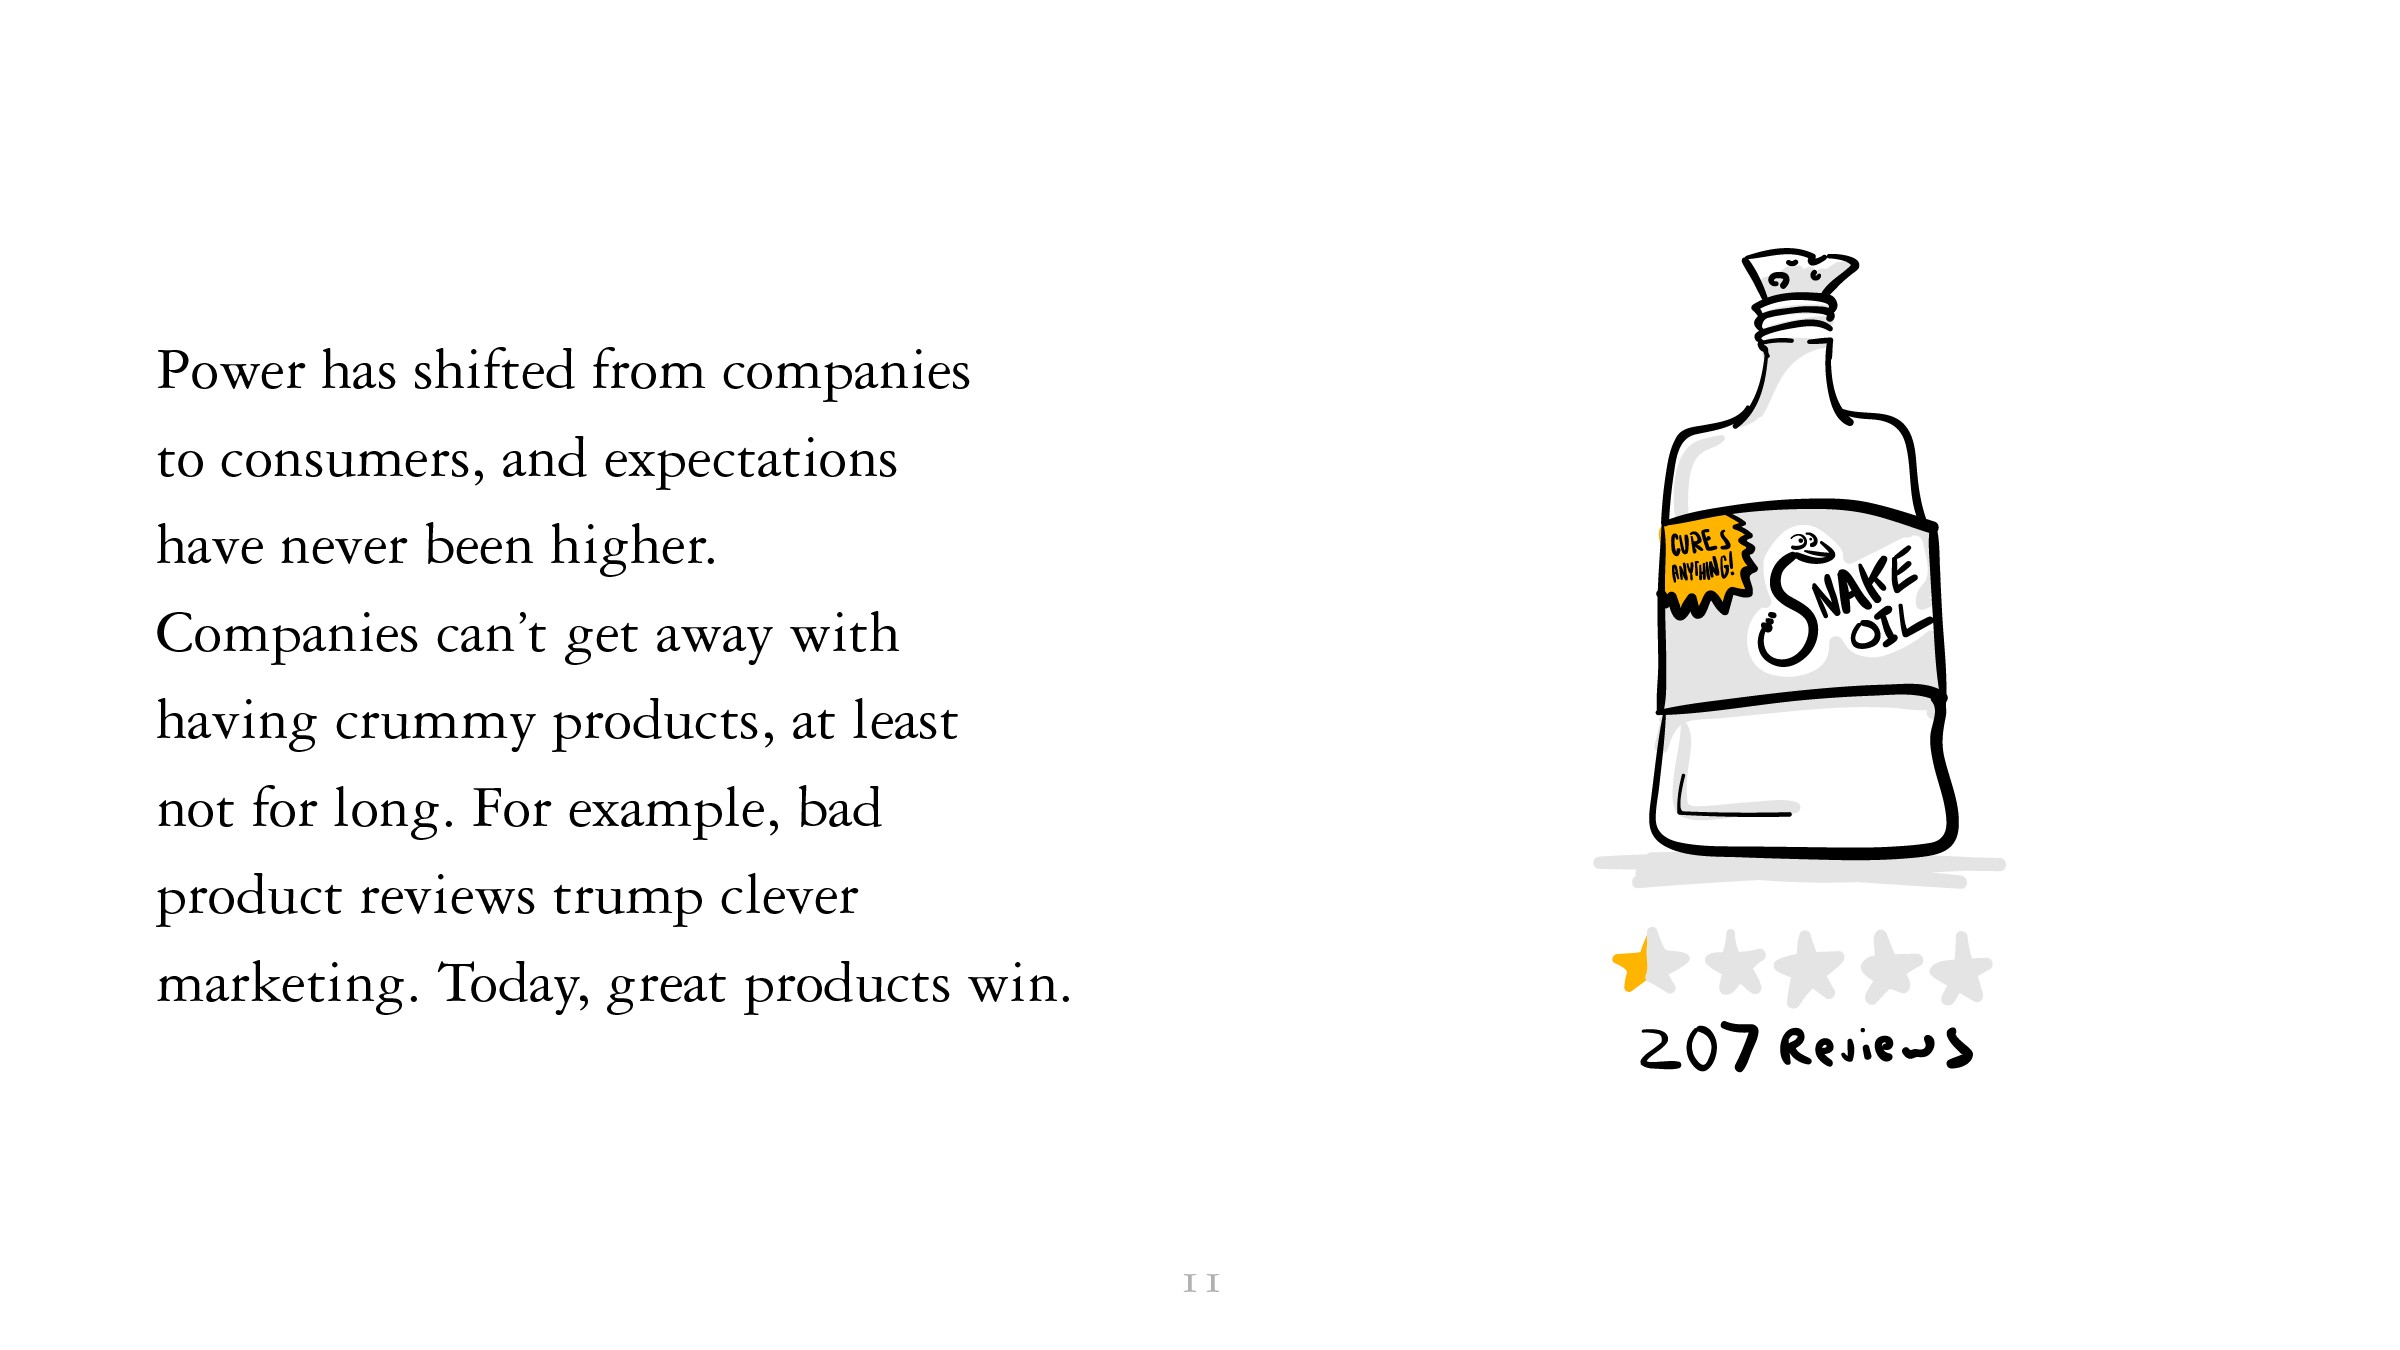 Power has shifted from companies
to consumers, and expectations
have never been higher.
Companies can’t get away with
having crummy products, at least
not for long. For example, bad
product reviews trump clever
marketing. Today, great products win.
CURES
ANYTHING!
SNAKE
OIL
207 Reviews
11